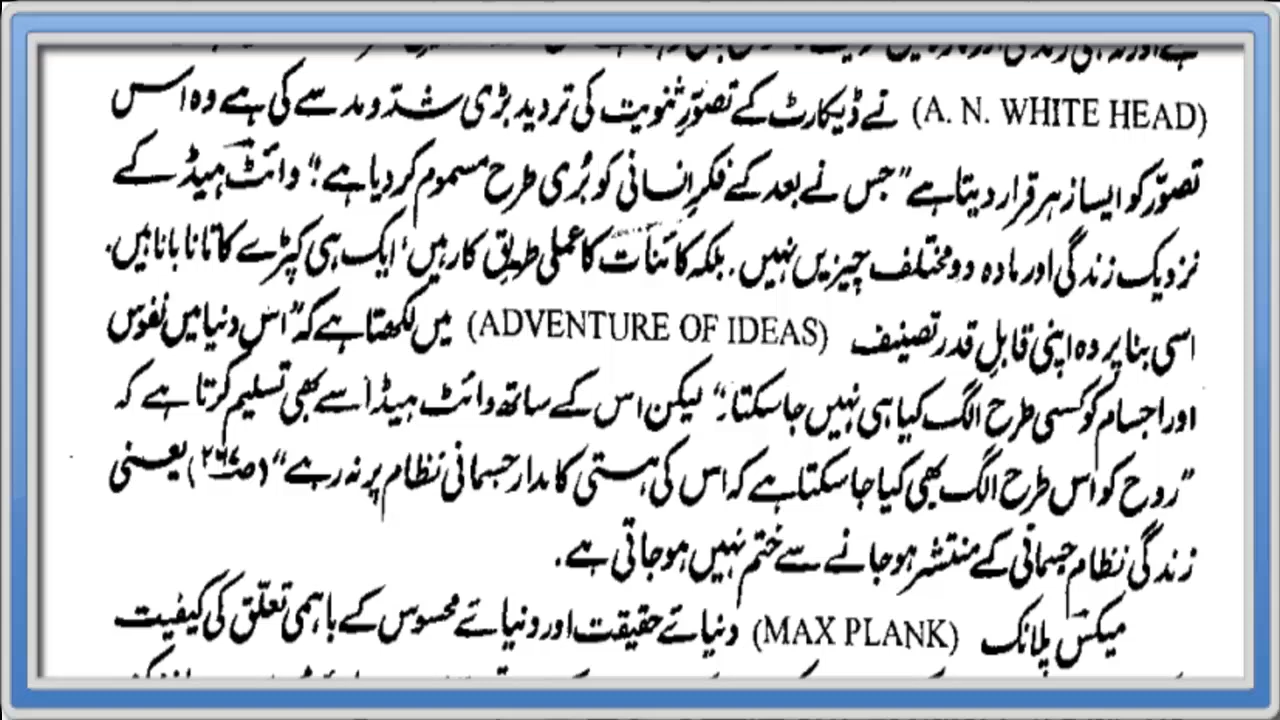 (A. N. WHITE HEAD) نے ڈیکارٹ کے تصوّرِ ثنویت کی تردید بڑی شدّ و مد سے کی ہے وہ اس
تصوّر کو ایسا زہر قرار دیتا ہے ”جس نے بعد کے فکرِ انسانی کو بُری طرح مسموم کر دیا ہے“۔ وائٹ ہیڈ کے
نزدیک زندگی اور مادہ دو مختلف چیزیں نہیں. بلکہ کائنات کا عملی طریقِ کار ہیں، ایک ہی کپڑے کا تانا بانا ہیں.
اسی بنا پر وہ اپنی قابلِ قدر تصنیف (ADVENTURE OF IDEAS) میں لکھتا ہے کہ ”اس دنیا میں نفوس
اور اجسام کو کسی طرح الگ کیا ہی نہیں جا سکتا“۔ لیکن اس کے ساتھ وائٹ ہیڈ اسے بھی تسلیم کرتا ہے کہ
”روح کو اس طرح الگ بھی کیا جا سکتا ہے کہ اس کی ہستی کا مدار جسمانی نظام پر نہ رہے“ (ص۲۶۷) یعنی
زندگی نظامِ جسمانی کے منتشر ہو جانے سے ختم نہیں ہو جاتی ہے.
میکس پلانک (MAX PLANK) دنیائے حقیقت اور دنیائے محسوس کے باہمی تعلّق کی کیفیت